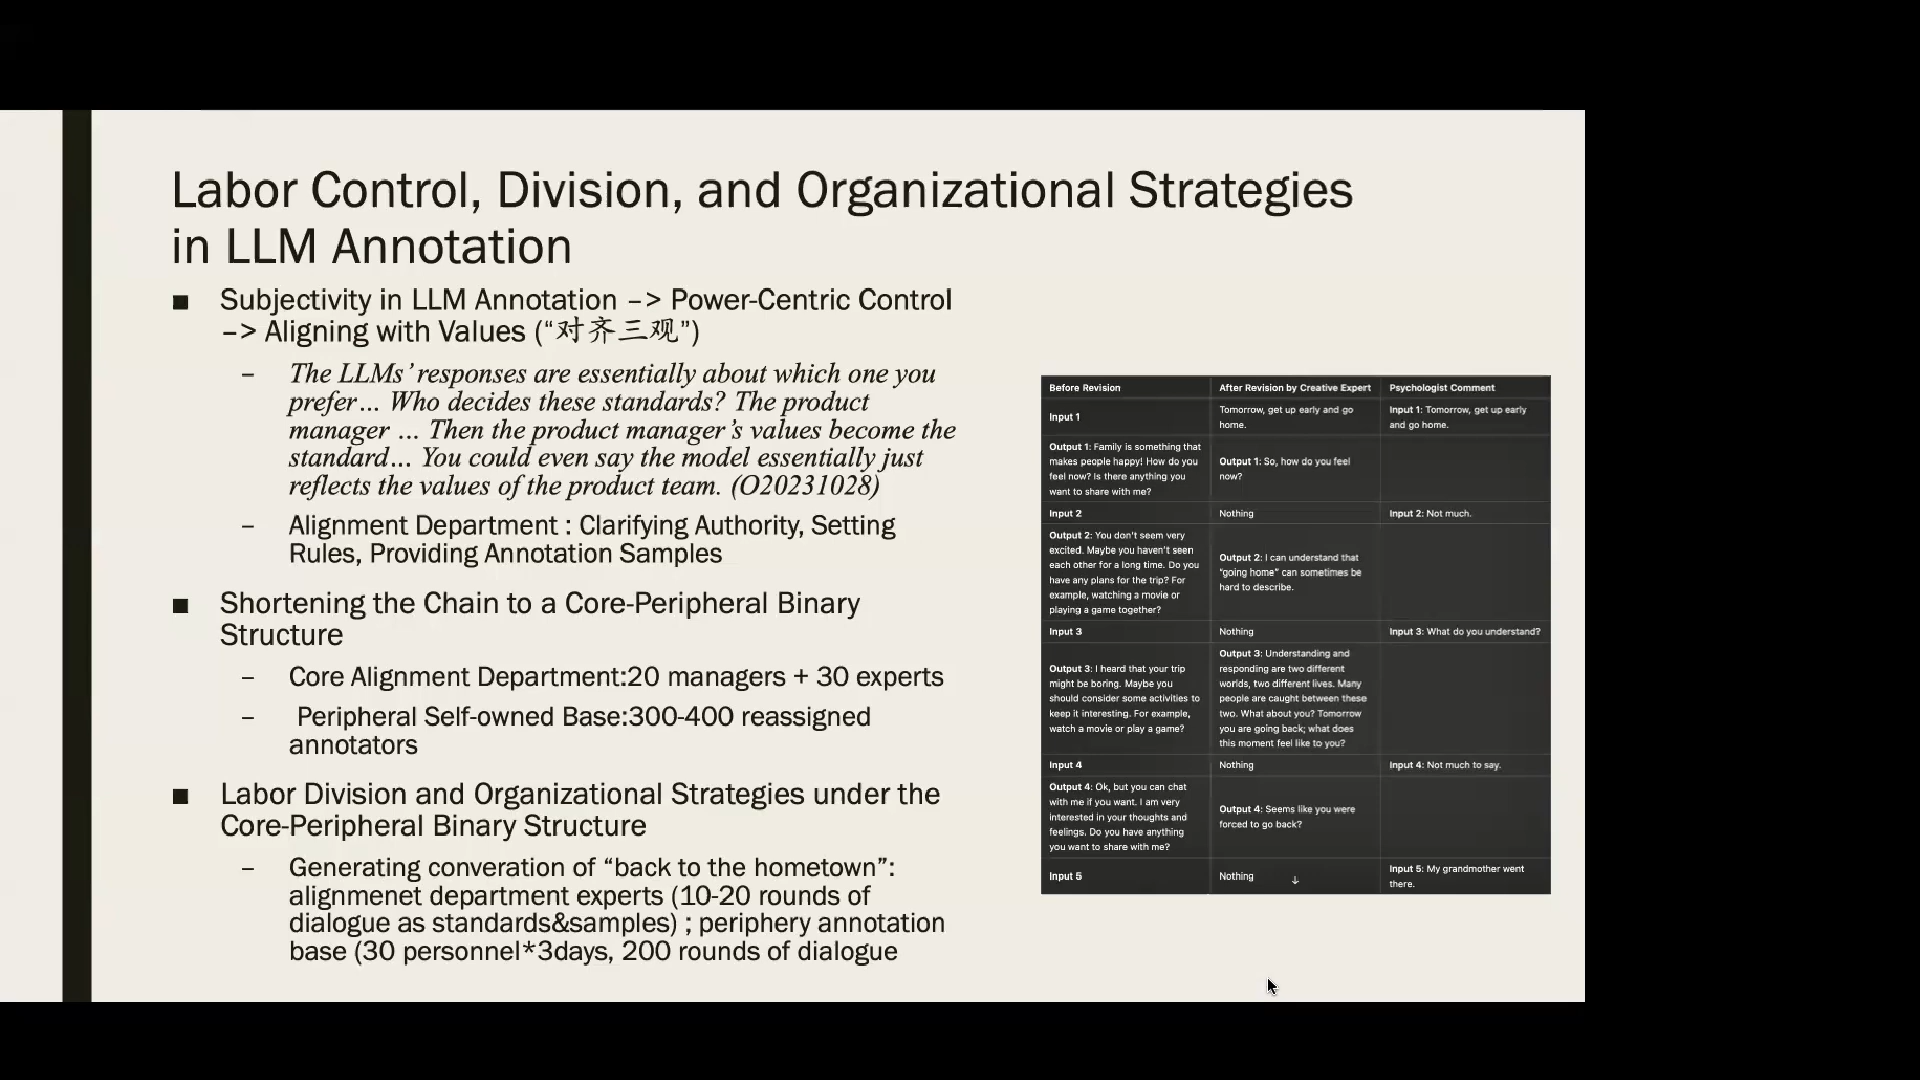 Labor Control, Division, and Organizational Strategies
in LLM Annotation
■ Subjectivity in LLM Annotation –> Power-Centric Control
–> Aligning with Values (“对齐三观”)
– The LLMs’ responses are essentially about which one you
prefer… Who decides these standards? The product
manager … Then the product manager’s values become the
standard… You could even say the model essentially just
reflects the values of the product team. (O20231028)
– Alignment Department : Clarifying Authority, Setting
Rules, Providing Annotation Samples
■ Shortening the Chain to a Core-Peripheral Binary
Structure
– Core Alignment Department:20 managers + 30 experts
– Peripheral Self-owned Base:300-400 reassigned
annotators
■ Labor Division and Organizational Strategies under the
Core-Peripheral Binary Structure
– Generating converation of “back to the hometown”:
alignmenet department experts (10-20 rounds of
dialogue as standards&samples) ; periphery annotation
base (30 personnel*3days, 200 rounds of dialogue
Before Revision
After Revision by Creative Expert
Psychologist Comment
Input 1
Tomorrow, get up early and go
home.
Input 1: Tomorrow, get up early
and go home.
Output 1: Family is something that
makes people happy! How do you
feel now? Is there anything you
want to share with me?
Output 1: So, how do you feel
now?
Input 2
Nothing
Input 2: Not much.
Output 2: You don't seem very
excited. Maybe you haven't seen
each other for a long time. Do you
have any plans for the trip? For
example, watching a movie or
playing a game together?
Output 2: I can understand that
"going home" can sometimes be
hard to describe.
Input 3
Nothing
Input 3: What do you understand?
Output 3: I heard that your trip
might be boring. Maybe you
should consider some activities to
keep it interesting. For example,
watch a movie or play a game?
Output 3: Understanding and
responding are two different
worlds, two different lives. Many
people are caught between these
two. What about you? Tomorrow
you are going back; what does
this moment feel like to you?
Input 4
Nothing
Input 4: Not much to say.
Output 4: Ok, but you can chat
with me if you want. I am very
interested in your thoughts and
feelings. Do you have anything
you want to share with me?
Output 4: Seems like you were
forced to go back?
Input 5
Nothing ↓
Input 5: My grandmother went
there.